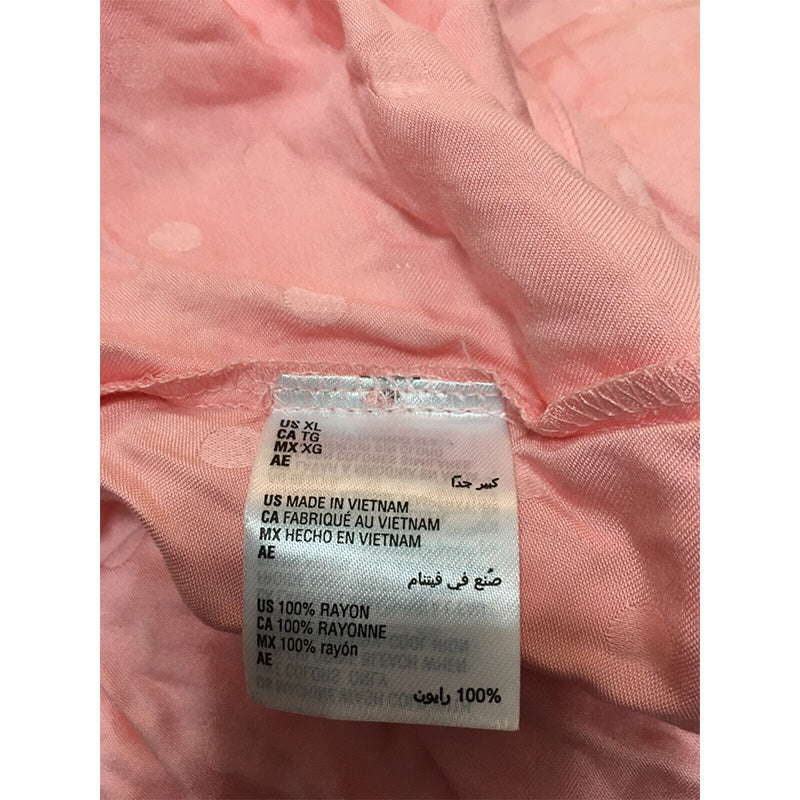 US XL
CA TG
MX XG
AE
كبير جدًا
US MADE IN VIETNAM
CA FABRIQUÉ AU VIETNAM
MX HECHO EN VIETNAM
AE
صُنع في فيتنام
US 100% RAYON
CA 100% RAYONNE
MX 100% rayón
AE
100% رايون